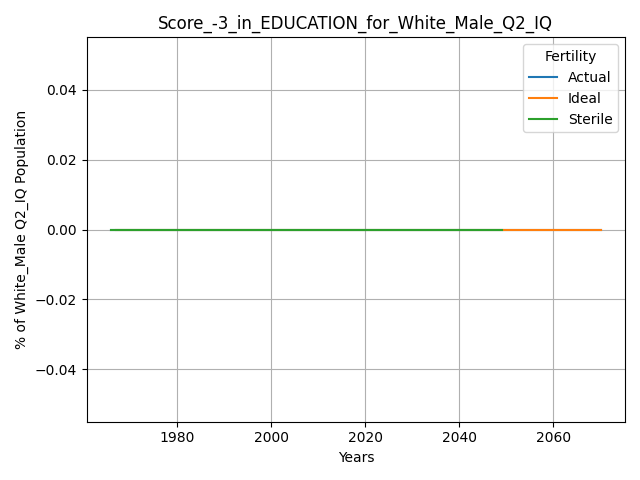 Score_-3_in_EDUCATION_for_White_Male_Q2_IQ
Fertility
Actual
Ideal
Sterile
% of White_Male Q2_IQ Population
0.04
0.02
0.00
−0.02
−0.04
1980 2000 2020 2040 2060
Years